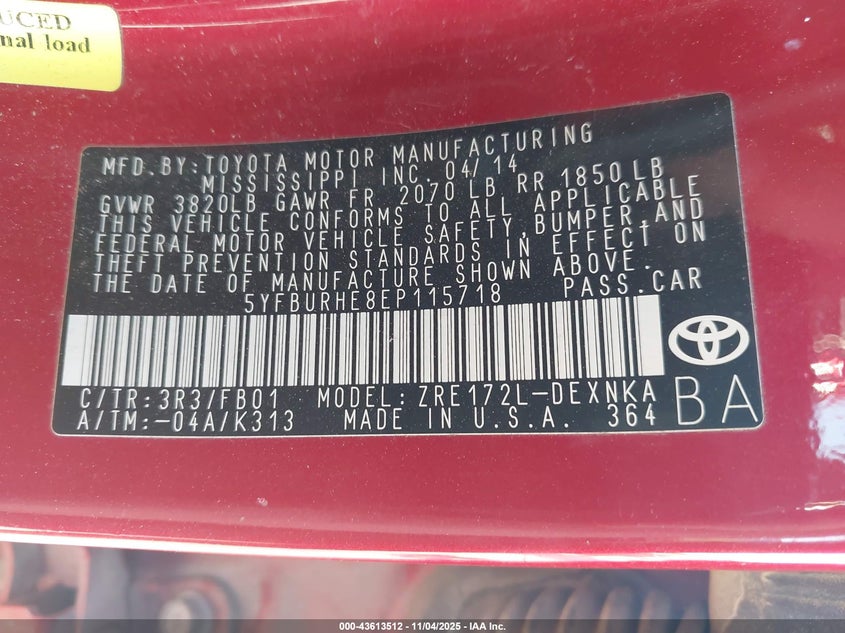 UCED
nal load
MFD.BY:TOYOTA MOTOR MANUFACTURING
MISSISSIPPI INC. 04/14
GVWR 3820LB GAWR FR 2070 LB RR 1850 LB
THIS VEHICLE CONFORMS TO ALL APPLICABLE
FEDERAL MOTOR VEHICLE SAFETY,BUMPER,AND
THEFT PREVENTION STANDARDS IN EFFECT ON
THE DATE OF MANUFACTURE SHOWN ABOVE.
5YFBURHE8EP115718 PASS.CAR
C/TR:3R3/FB01 MODEL:ZRE172L-DEXNKA
A/TM:-04A/K313 MADE IN U.S.A. 364
BA
000-43613512 - 11/04/2025 - IAA Inc.